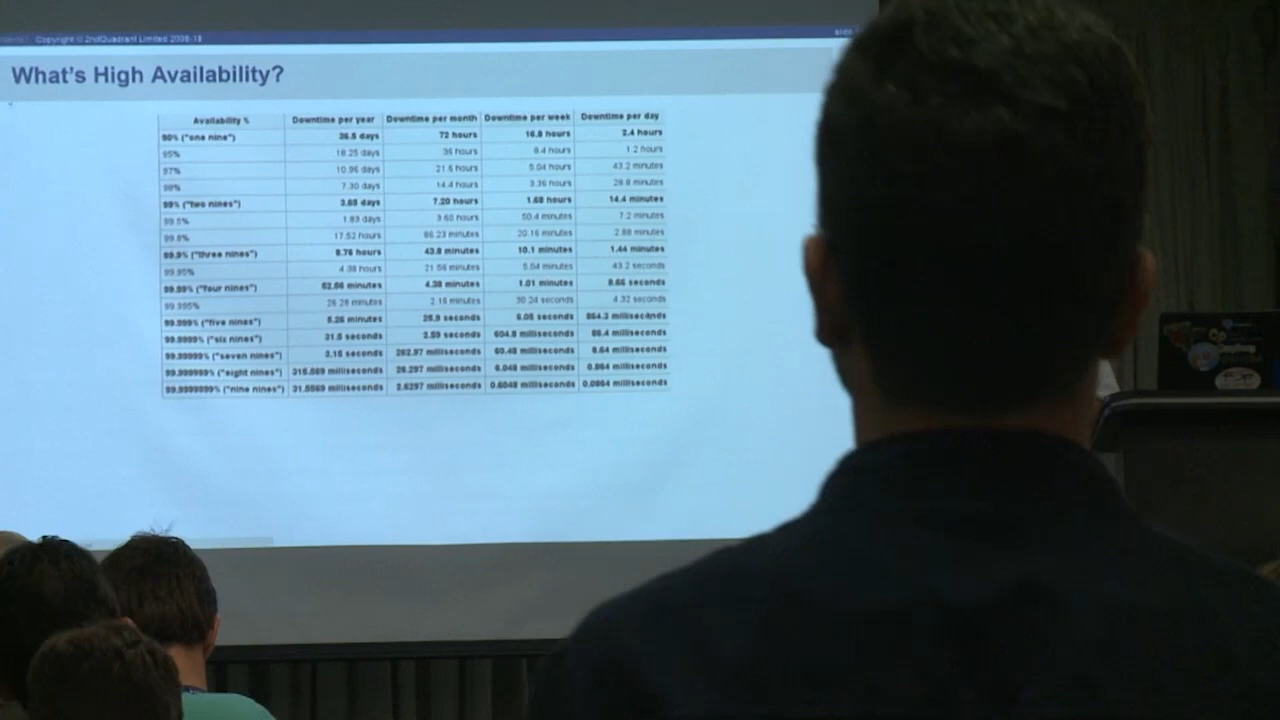 Copyright © 2ndQuadrant Limited 2008-18
What's High Availability?
Availability % Downtime per year Downtime per month Downtime per week Downtime per day
90% ("one nine") 36.5 days 72 hours 16.8 hours 2.4 hours
95% 18.25 days 36 hours 8.4 hours 1.2 hours
97% 10.96 days 21.6 hours 5.04 hours 43.2 minutes
98% 7.30 days 14.4 hours 3.36 hours 28.8 minutes
99% ("two nines") 3.65 days 7.20 hours 1.68 hours 14.4 minutes
99.5% 1.83 days 3.60 hours 50.4 minutes 7.2 minutes
99.8% 17.52 hours 86.23 minutes 20.16 minutes 2.88 minutes
99.9% ("three nines") 8.76 hours 43.8 minutes 10.1 minutes 1.44 minutes
99.95% 4.38 hours 21.56 minutes 5.04 minutes 43.2 seconds
99.99% ("four nines") 52.56 minutes 4.38 minutes 1.01 minutes 8.66 seconds
99.995% 26.28 minutes 2.16 minutes 30.24 seconds 4.32 seconds
99.999% ("five nines") 5.26 minutes 25.9 seconds 6.05 seconds 864.3 milliseconds
99.9999% ("six nines") 31.5 seconds 2.59 seconds 604.8 milliseconds 86.4 milliseconds
99.99999% ("seven nines") 3.15 seconds 262.97 milliseconds 60.48 milliseconds 8.64 milliseconds
99.999999% ("eight nines") 315.569 milliseconds 26.297 milliseconds 6.048 milliseconds 0.864 milliseconds
99.9999999% ("nine nines") 31.5569 milliseconds 2.6297 milliseconds 0.6048 milliseconds 0.0864 milliseconds